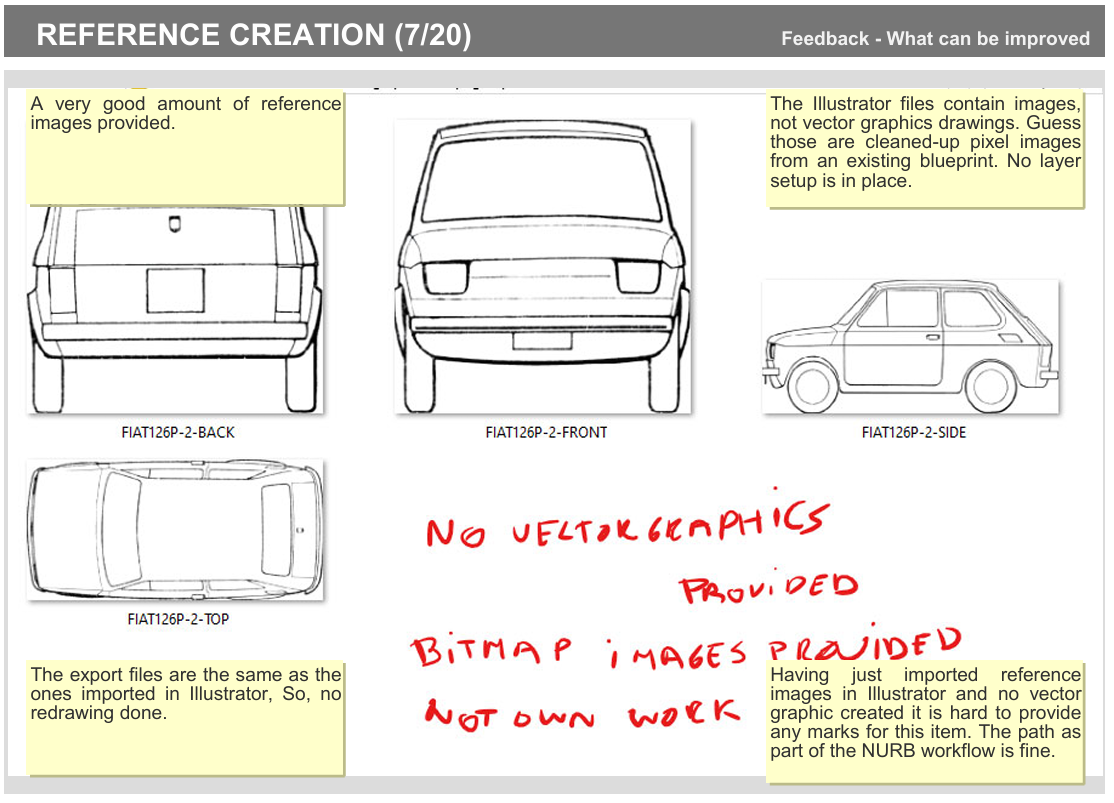 REFERENCE CREATION (7/20)
Feedback - What can be improved
A very good amount of reference
images provided.
The Illustrator files contain images,
not vector graphics drawings. Guess
those are cleaned-up pixel images
from an existing blueprint. No layer
setup is in place.
FIAT126P-2-BACK
FIAT126P-2-FRONT
FIAT126P-2-SIDE
FIAT126P-2-TOP
NO VECTORGRAPHICS
PROVIDED
BITMAP IMAGES PROVIDED
NOT OWN WORK
The export files are the same as the
ones imported in Illustrator, So, no
redrawing done.
Having just imported reference
images in Illustrator and no vector
graphic created it is hard to provide
any marks for this item. The path as
part of the NURB workflow is fine.